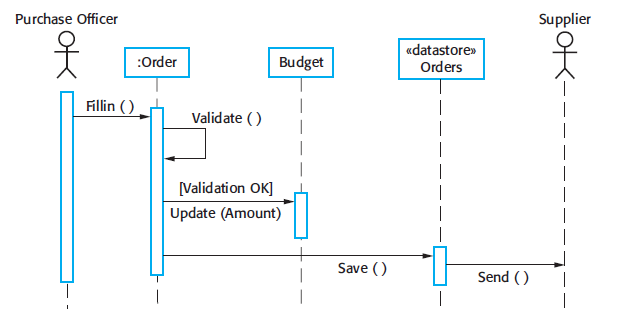 Purchase Officer
Supplier
:Order
Budget
«datastore»
Orders
Fillin ( )
Validate ( )
[Validation OK]
Update (Amount)
Save ( )
Send ( )